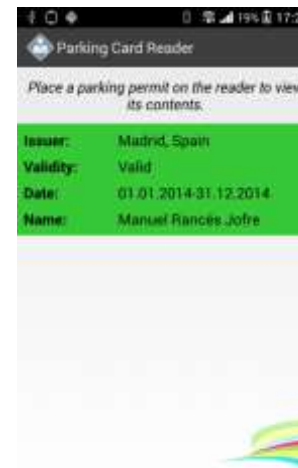 19% 17:2
Parking Card Reader
Place a parking permit on the reader to view
its contents.
Issuer: Madrid, Spain
Validity: Valid
Date: 01.01.2014-31.12.2014
Name: Manuel Rancés Jofre